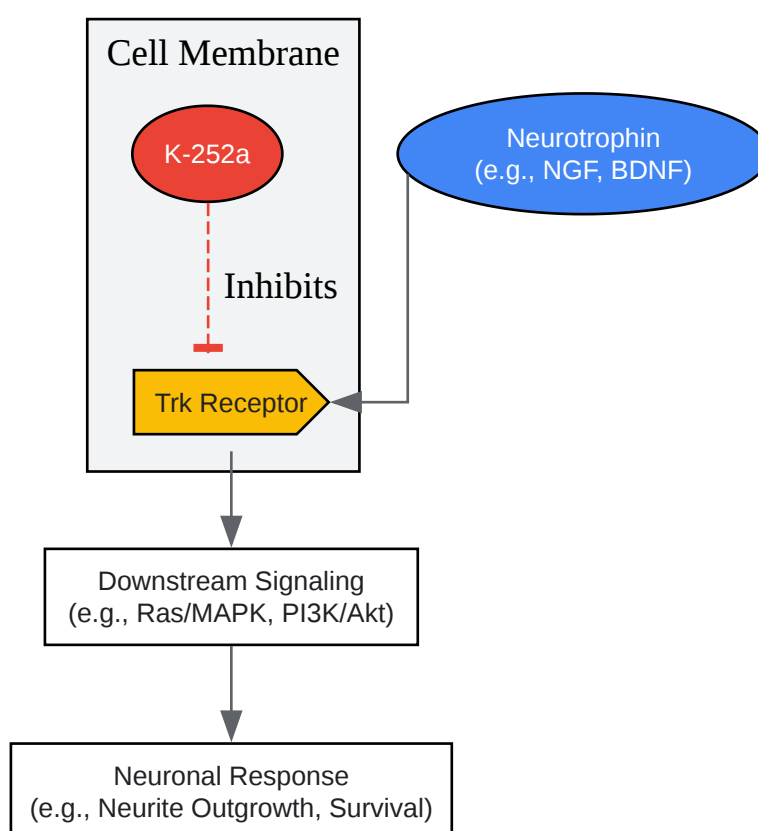 Cell Membrane
K-252a
Neurotrophin
(e.g., NGF, BDNF)
Inhibits
Trk Receptor
Downstream Signaling
(e.g., Ras/MAPK, PI3K/Akt)
Neuronal Response
(e.g., Neurite Outgrowth, Survival)